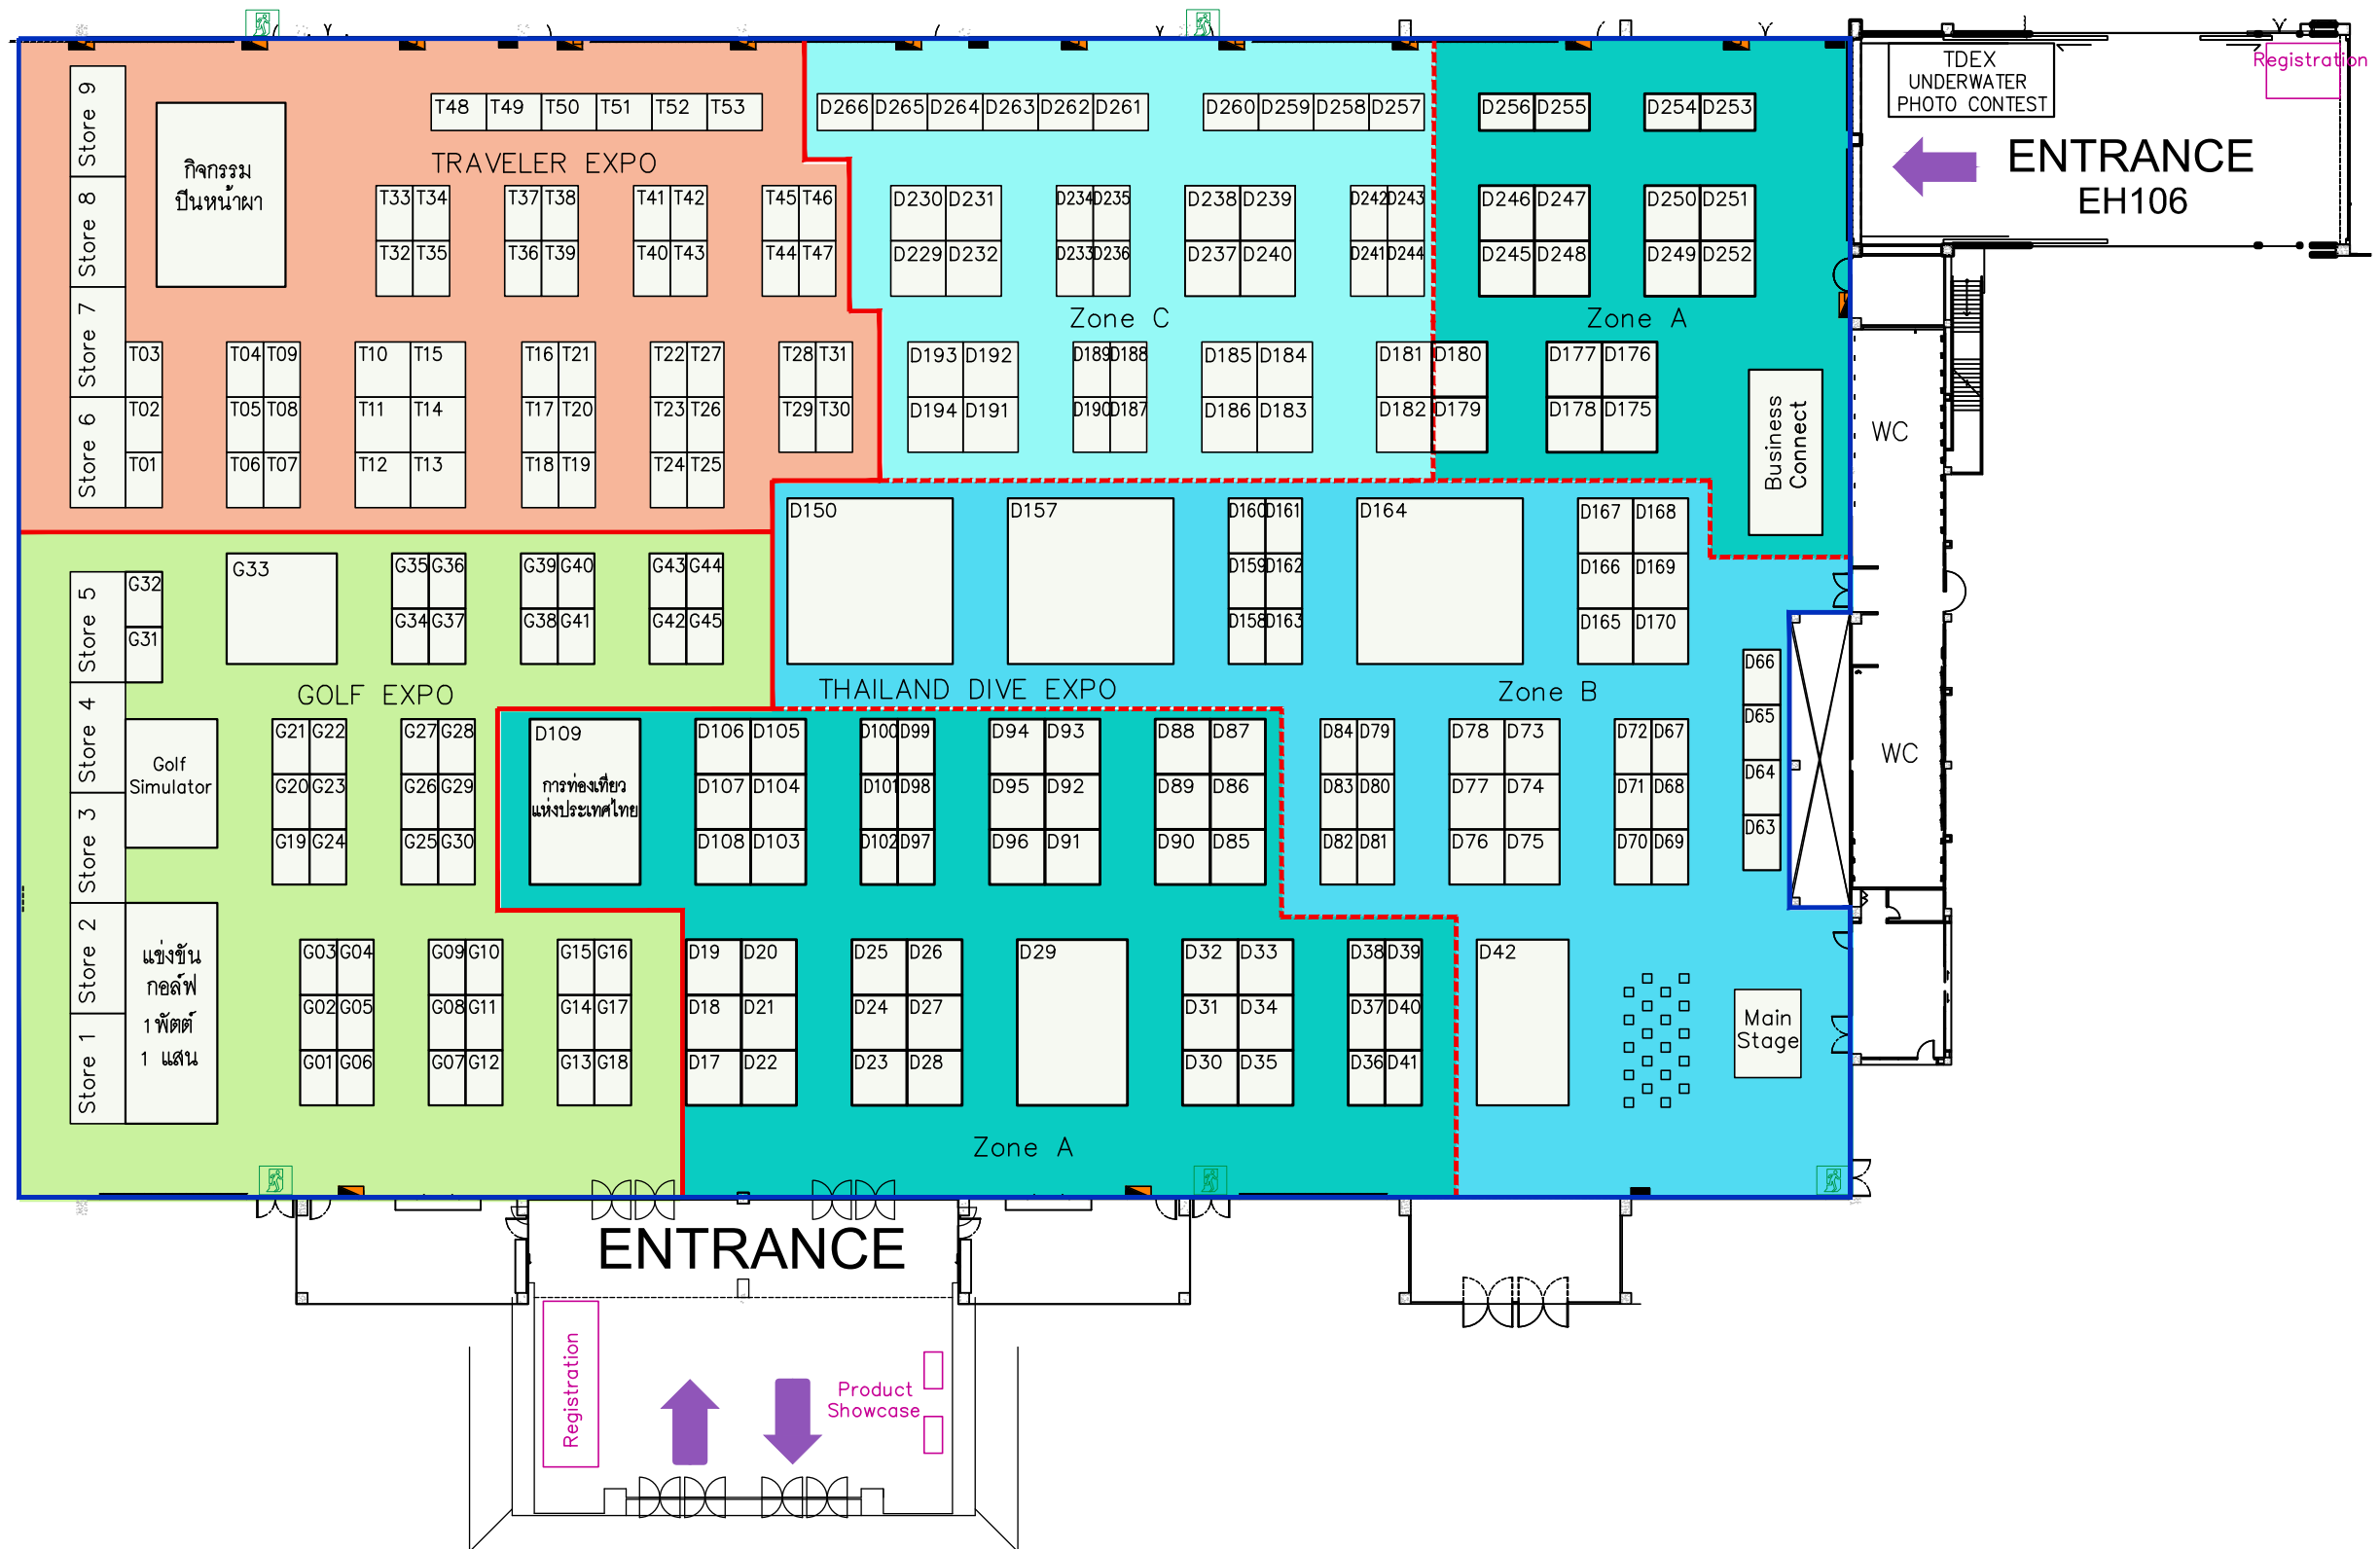 TDEX
UNDERWATER
PHOTO CONTEST
Registration
ENTRANCE
EH106
Store 9
Store 8
Store 7
Store 6
กิจกรรม
ปีนหน้าผา
T48 T49 T50 T51 T52 T53
TRAVELER EXPO
T33 T34 T37 T38 T41 T42 T45 T46
T32 T35 T36 T39 T40 T43 T44 T47
T03 T04 T09 T10 T15 T16 T21 T22 T27 T28 T31
T02 T05 T08 T11 T14 T17 T20 T23 T26 T29 T30
T01 T06 T07 T12 T13 T18 T19 T24 T25
D266 D265 D264 D263 D262 D261 D260 D259 D258 D257
D230 D231 D234 D235 D238 D239 D242 D243
D229 D232 D233 D236 D237 D240 D241 D244
Zone C
D193 D192 D189 D188 D185 D184 D181
D194 D191 D190 D187 D186 D183 D182
D256 D255 D254 D253
D246 D247 D250 D251
D245 D248 D249 D252
Zone A
D180 D177 D176
D179 D178 D175
Business
Connect
WC
D150 D157 D160 D161 D164 D167 D168
D159 D162 D166 D169
D158 D163 D165 D170
THAILAND DIVE EXPO
Zone B
D66
D65
D64
D63
WC
D84 D79 D78 D73 D72 D67
D83 D80 D77 D74 D71 D68
D82 D81 D76 D75 D70 D69
D42
Main
Stage
Store 5
Store 4
Store 3
Store 2
Store 1
G32
G31
G33 G35 G36 G39 G40 G43 G44
G34 G37 G38 G41 G42 G45
GOLF EXPO
Golf
Simulator
G21 G22 G27 G28
G20 G23 G26 G29
G19 G24 G25 G30
แข่งขัน
กอล์ฟ
1 พัตต์
1 แสน
G03 G04 G09 G10 G15 G16
G02 G05 G08 G11 G14 G17
G01 G06 G07 G12 G13 G18
D109
การท่องเที่ยว
แห่งประเทศไทย
D106 D105 D100 D99 D94 D93 D88 D87
D107 D104 D101 D98 D95 D92 D89 D86
D108 D103 D102 D97 D96 D91 D90 D85
D19 D20 D25 D26 D29 D32 D33 D38 D39
D18 D21 D24 D27 D31 D34 D37 D40
D17 D22 D23 D28 D30 D35 D36 D41
Zone A
ENTRANCE
Registration
Product
Showcase